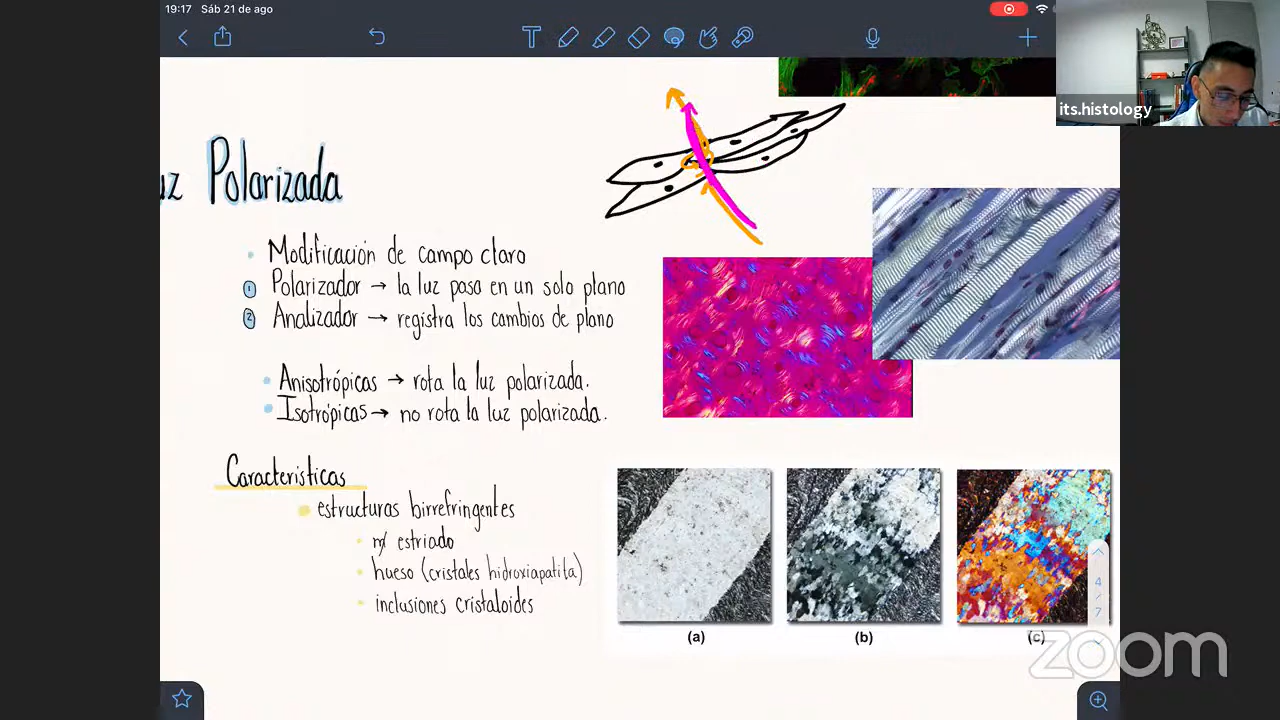 19:17 Sáb 21 de ago
its.histology
uz Polarizada
Modificación de campo claro
1 Polarizador → la luz pasa en un solo plano
2 Analizador → registra los cambios de plano
Anisotrópicas → rota la luz polarizada.
Isotrópicas → no rota la luz polarizada.
Características
estructuras birrefringentes
m/ estriado
hueso (cristales hidroxiapatita)
inclusiones cristaloides
(a) (b) (c)
4
7
zoom